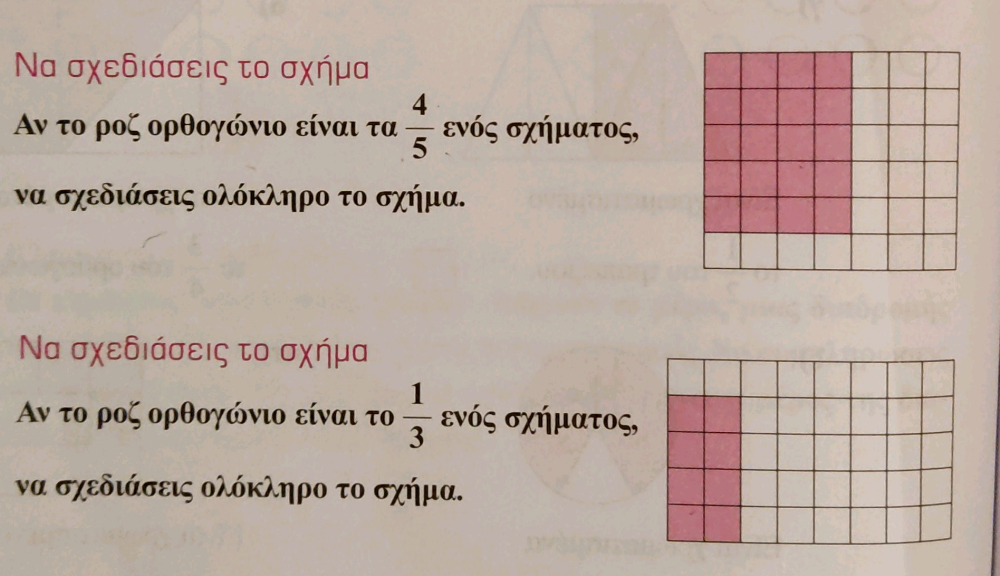 Να σχεδιάσεις το σχήμα
Αν το ροζ ορθογώνιο είναι τα 4/5 ενός σχήματος,
να σχεδιάσεις ολόκληρο το σχήμα.
Να σχεδιάσεις το σχήμα
Αν το ροζ ορθογώνιο είναι το 1/3 ενός σχήματος,
να σχεδιάσεις ολόκληρο το σχήμα.